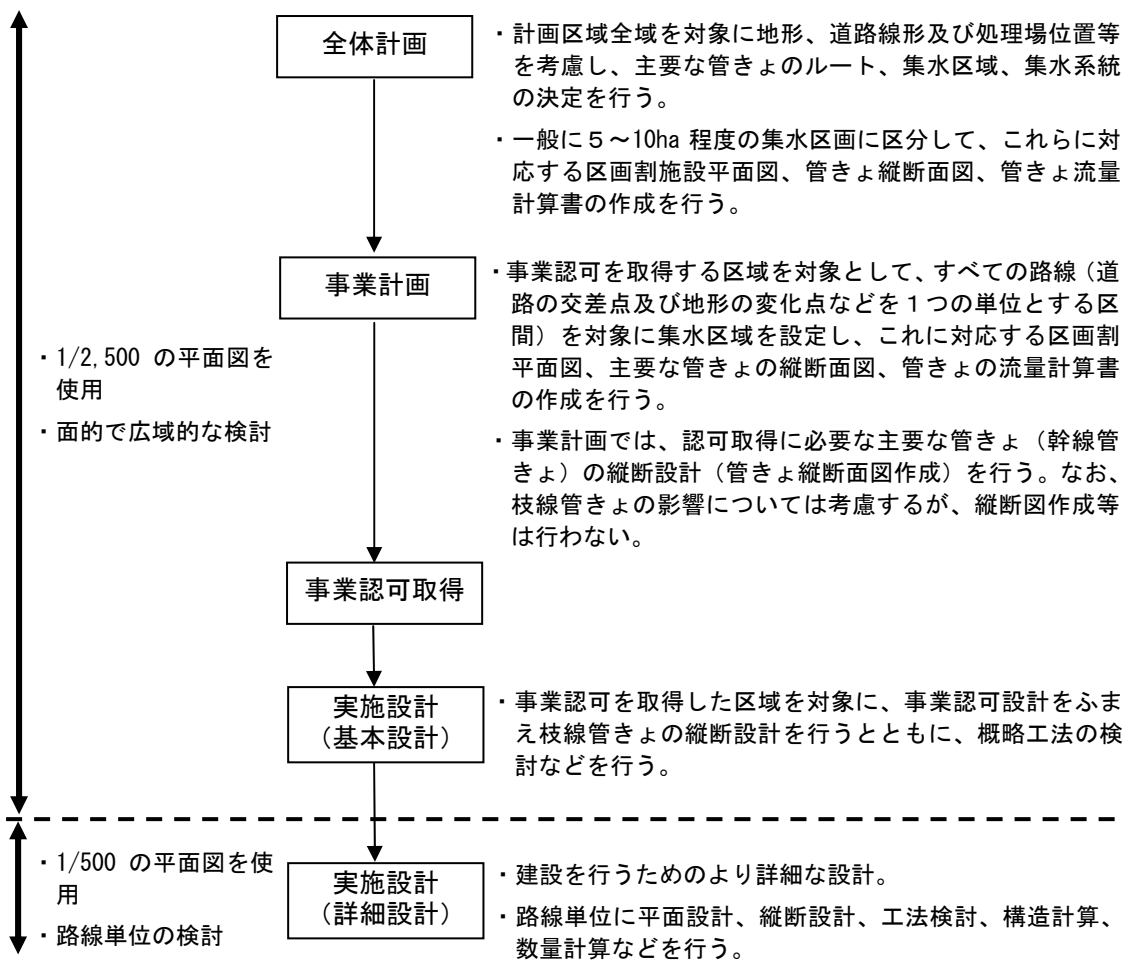 全体計画
・計画区域全域を対象に地形、道路線形及び処理場位置等
を考慮し、主要な管きょのルート、集水区域、集水系統
の決定を行う。
・一般に５～10ha 程度の集水区画に区分して、これらに対
応する区画割施設平面図、管きょ縦断面図、管きょ流量
計算書の作成を行う。
事業計画
・事業認可を取得する区域を対象として、すべての路線（道
路の交差点及び地形の変化点などを１つの単位とする区
間）を対象に集水区域を設定し、これに対応する区画割
平面図、主要な管きょの縦断面図、管きょの流量計算書
の作成を行う。
・事業計画では、認可取得に必要な主要な管きょ（幹線管
きょ）の縦断設計（管きょ縦断面図作成）を行う。なお、
枝線管きょの影響については考慮するが、縦断図作成等
は行わない。
・1/2,500 の平面図を
使用
・面的で広域的な検討
事業認可取得
実施設計
（基本設計）
・事業認可を取得した区域を対象に、事業認可設計をふま
え枝線管きょの縦断設計を行うとともに、概略工法の検
討などを行う。
・1/500 の平面図を使
用
・路線単位の検討
実施設計
（詳細設計）
・建設を行うためのより詳細な設計。
・路線単位に平面設計、縦断設計、工法検討、構造計算、
数量計算などを行う。